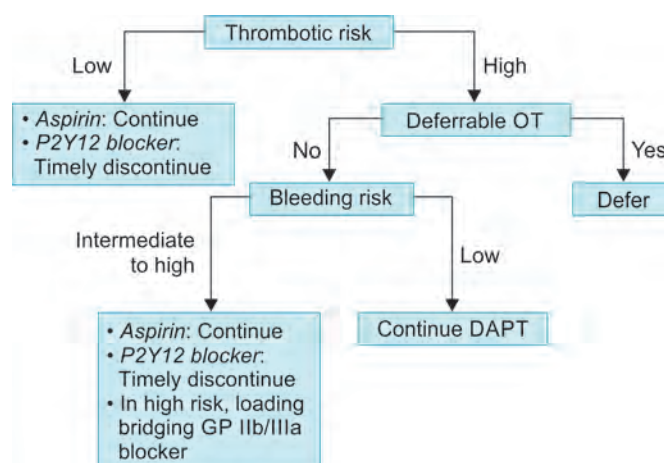 Thrombotic risk
Low
High
• Aspirin: Continue
• P2Y12 blocker:
Timely discontinue
Deferrable OT
No
Yes
Bleeding risk
Defer
Intermediate
to high
Low
• Aspirin: Continue
• P2Y12 blocker:
Timely discontinue
• In high risk, loading
bridging GP IIb/IIIa
blocker
Continue DAPT